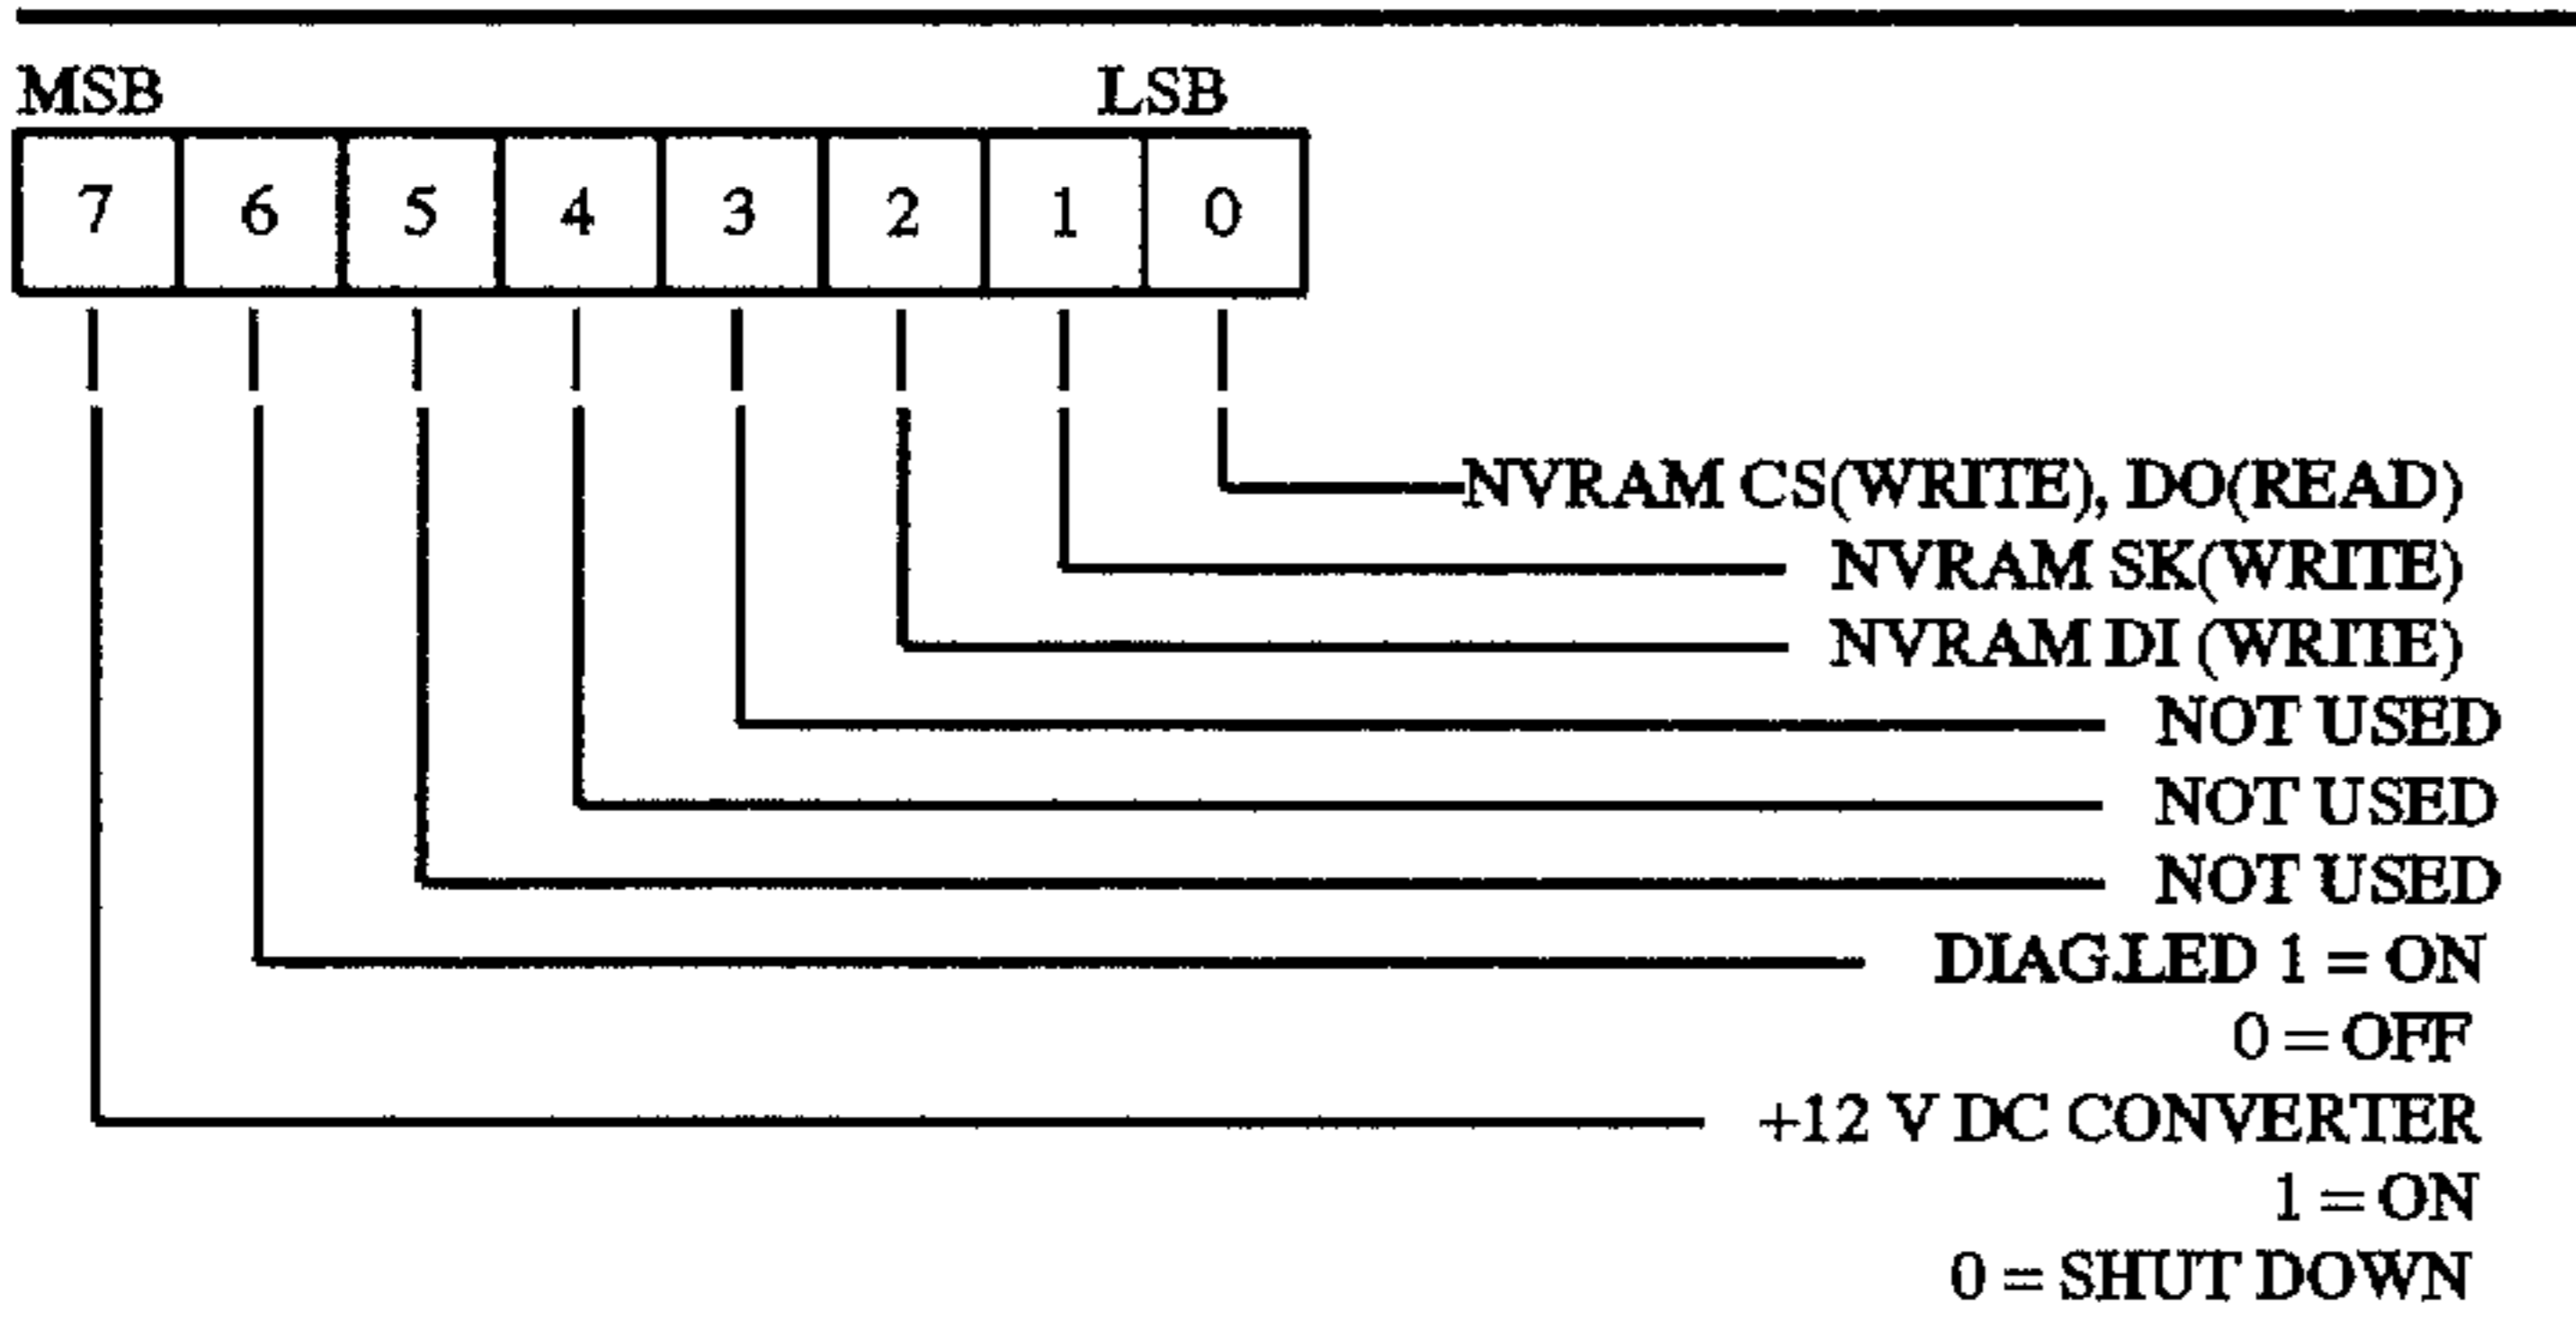 MSB LSB
7 6 5 4 3 2 1 0
NVRAM CS(WRITE), DO(READ)
NVRAM SK(WRITE)
NVRAM DI (WRITE)
NOT USED
NOT USED
NOT USED
DIAG.LED 1 = ON
0 = OFF
+12 V DC CONVERTER
1 = ON
0 = SHUT DOWN